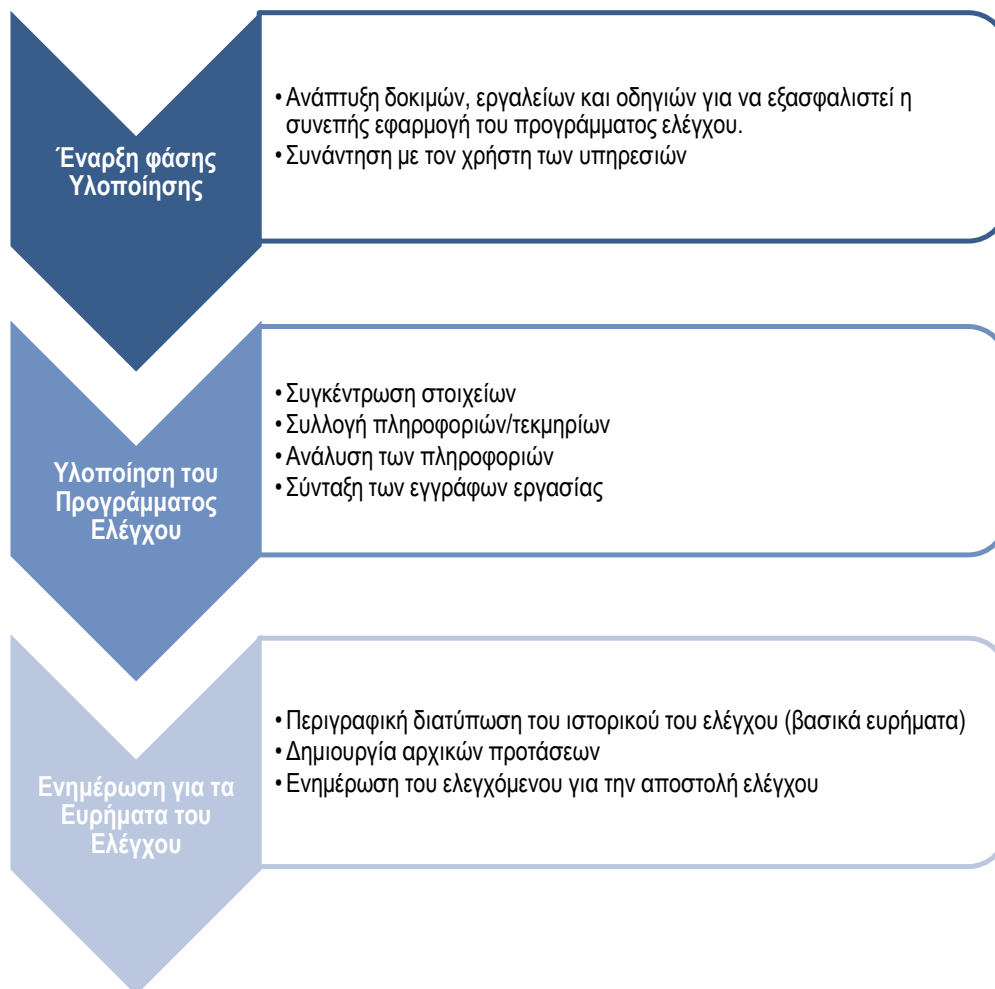 Έναρξη φάσης
Υλοποίησης
• Ανάπτυξη δοκιμών, εργαλείων και οδηγιών για να εξασφαλιστεί η
συνεπής εφαρμογή του προγράμματος ελέγχου.
• Συνάντηση με τον χρήστη των υπηρεσιών
Υλοποίηση του
Προγράμματος
Ελέγχου
• Συγκέντρωση στοιχείων
• Συλλογή πληροφοριών/τεκμηρίων
• Ανάλυση των πληροφοριών
• Σύνταξη των εγγράφων εργασίας
Ενημέρωση για τα
Ευρήματα του
Ελέγχου
• Περιγραφική διατύπωση του ιστορικού του ελέγχου (βασικά ευρήματα)
• Δημιουργία αρχικών προτάσεων
• Ενημέρωση του ελεγχόμενου για την αποστολή ελέγχου